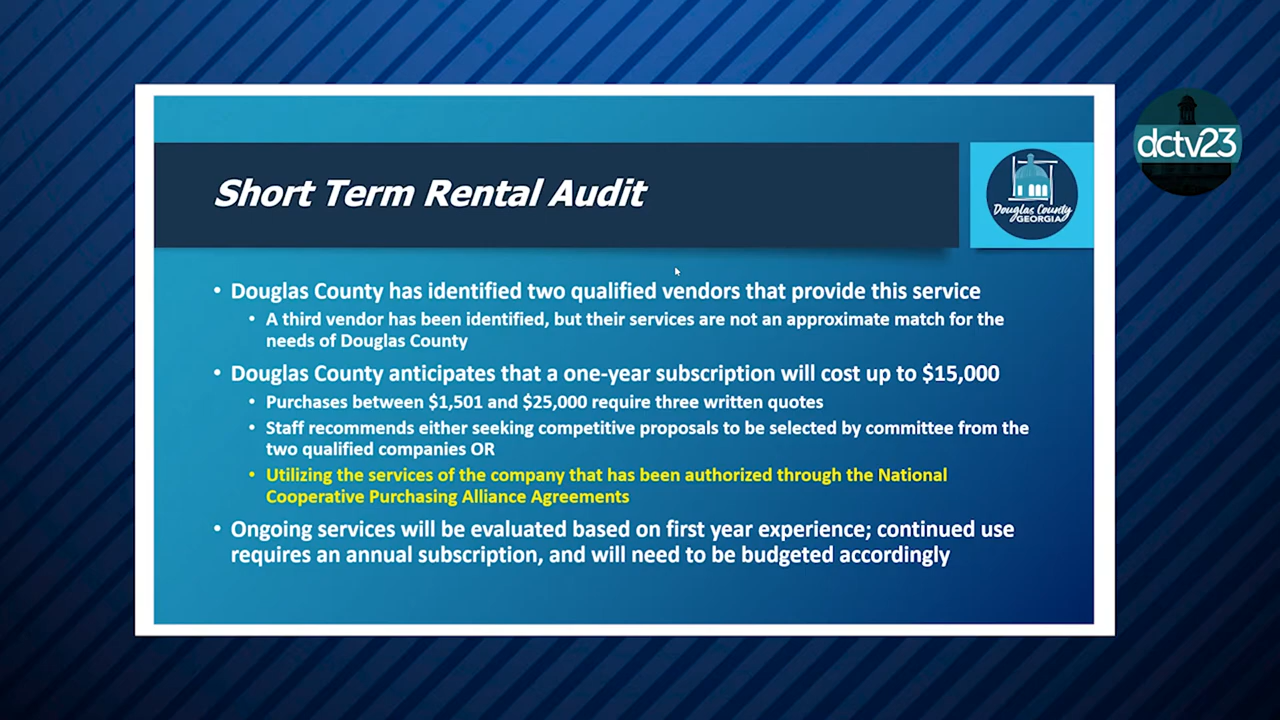 Short Term Rental Audit
Douglas County
GEORGIA
dctv23
• Douglas County has identified two qualified vendors that provide this service
• A third vendor has been identified, but their services are not an approximate match for the
needs of Douglas County
• Douglas County anticipates that a one-year subscription will cost up to $15,000
• Purchases between $1,501 and $25,000 require three written quotes
• Staff recommends either seeking competitive proposals to be selected by committee from the
two qualified companies OR
• Utilizing the services of the company that has been authorized through the National
Cooperative Purchasing Alliance Agreements
• Ongoing services will be evaluated based on first year experience; continued use
requires an annual subscription, and will need to be budgeted accordingly